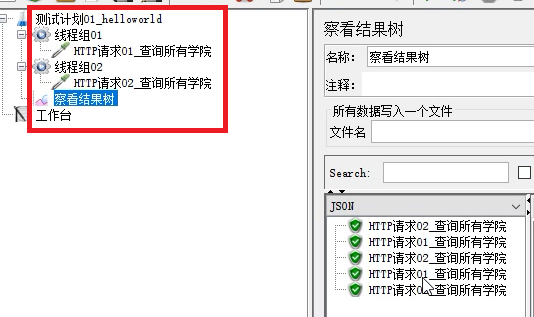 测试计划01_helloworld
线程组01
HTTP请求01_查询所有学院
线程组02
HTTP请求02_查询所有学院
察看结果树
工作台
察看结果树
名称： 察看结果树
注释：
所有数据写入一个文件
文件名
Search:
JSON
HTTP请求02_查询所有学院
HTTP请求01_查询所有学院
HTTP请求02_查询所有学院
HTTP请求01_查询所有学院
HTTP请求0 _查询所有学院